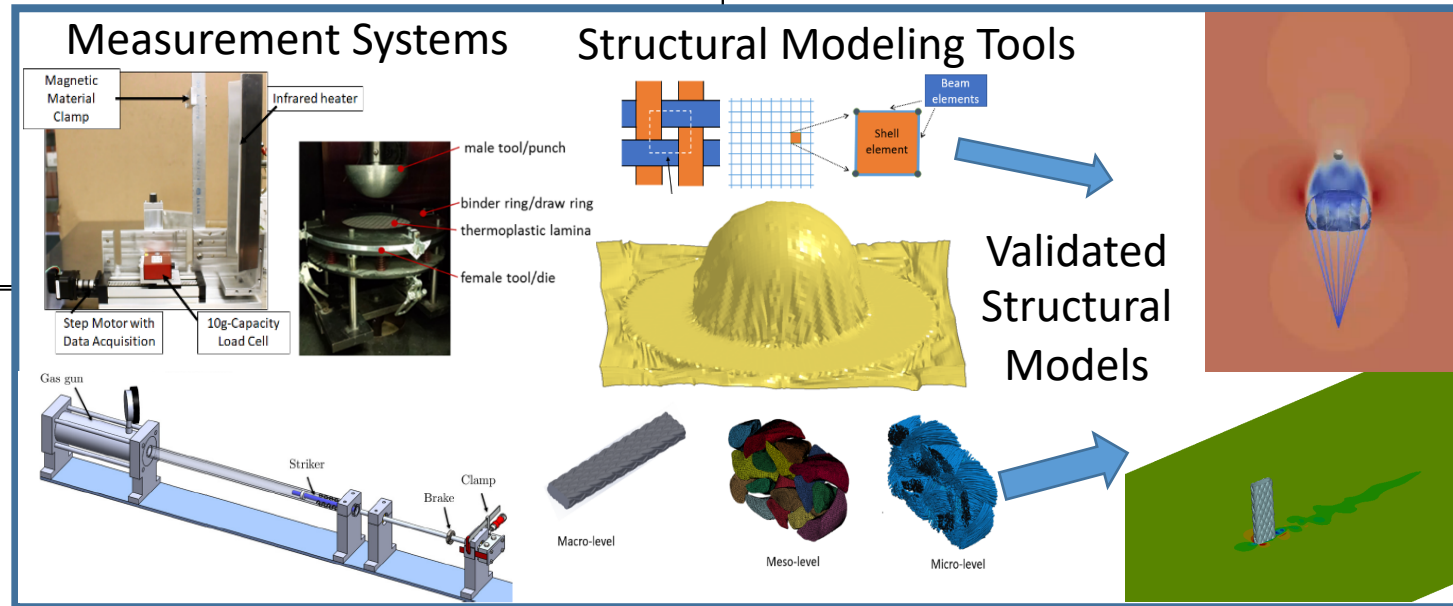 Measurement Systems
Structural Modeling Tools
Magnetic
Material
Clamp
Infrared heater
male tool/punch
binder ring/draw ring
thermoplastic lamina
female tool/die
Step Motor with
Data Acquisition
10g-Capacity
Load Cell
Beam
elements
Shell
element
Validated
Structural
Models
Gas gun
Striker
Brake
Clamp
Macro-level
Meso-level
Micro-level